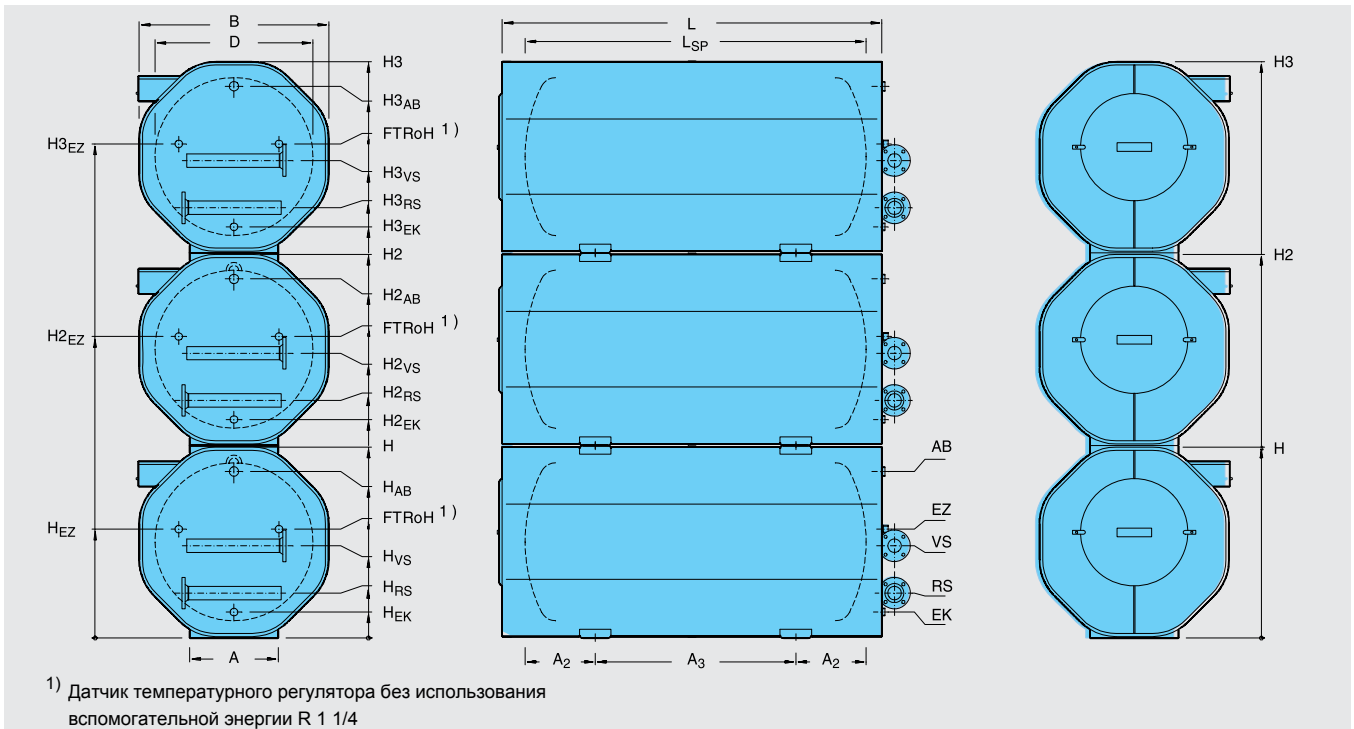 B
D
H3
H3AB
FTRoH 1)
H3EZ
H3VS
H3RS
H3EK
H2
H2AB
FTRoH 1)
H2EZ
H2VS
H2RS
H2EK
H
HAB
FTRoH 1)
HEZ
HVS
HRS
HEK
A
L
LSP
AB
EZ
VS
RS
EK
A2
A3
A2
H3
H2
H
1) Датчик температурного регулятора без использования
вспомогательной энергии R 1 1/4